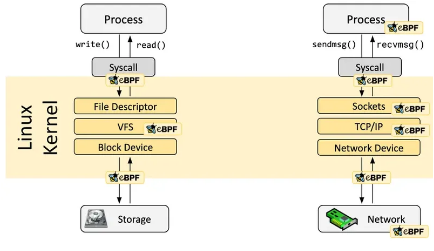 Process
write()
read()
Syscall
eBPF
Linux
Kernel
File Descriptor
VFS
eBPF
Block Device
eBPF
Storage
Process
eBPF
sendmsg()
recvmsg()
Syscall
eBPF
Sockets
eBPF
TCP/IP
eBPF
Network Device
eBPF
Network
eBPF